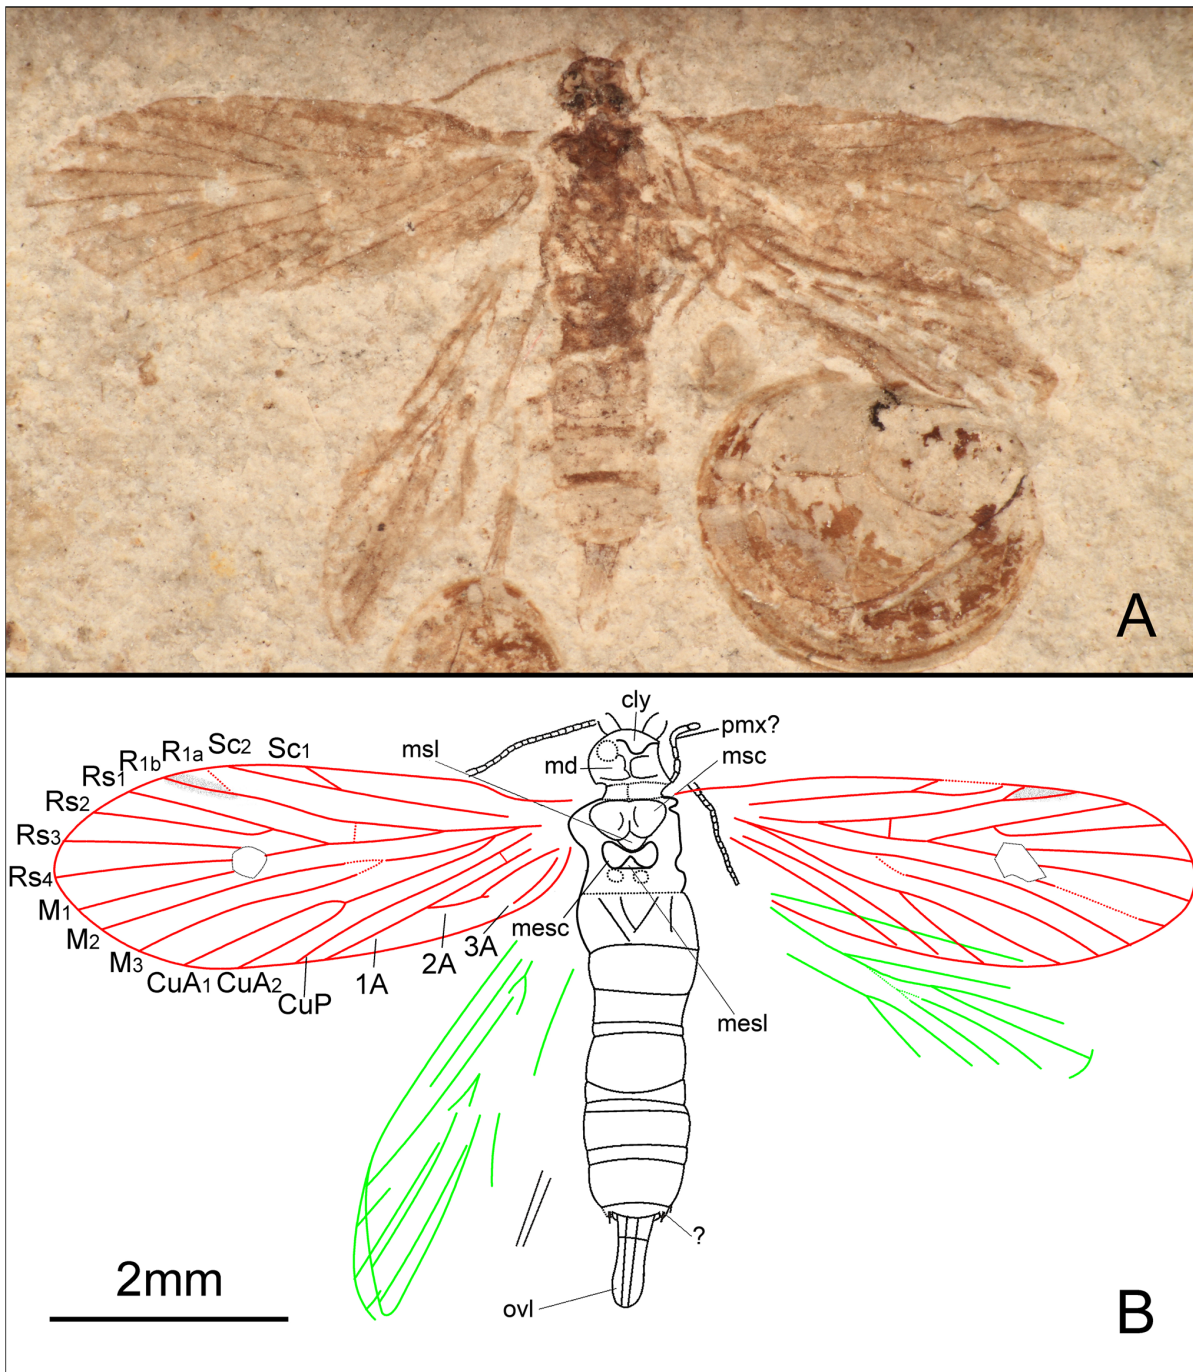 A
cly
pmx?
msl
msc
md
Sc2
Sc1
R1a
R1b
Rs1
Rs2
Rs3
Rs4
M1
M2
M3
CuA1
CuA2
CuP
1A
2A
3A
mesc
mesl
?
ovl
2mm
B